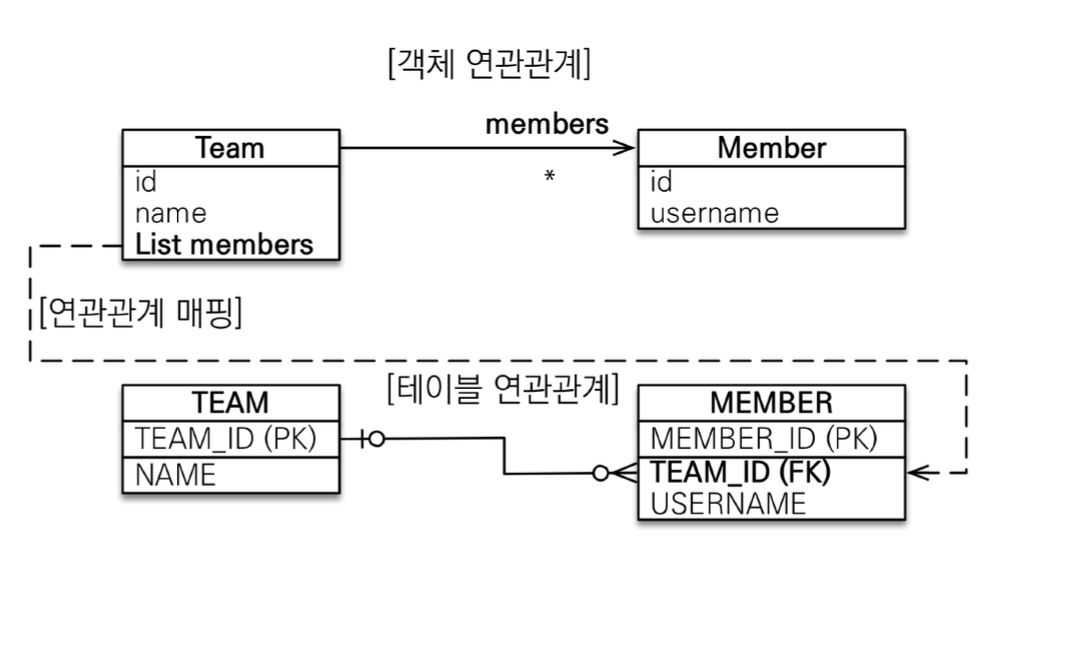 [객체 연관관계]
members
Team
Member
*
id
name
List members
id
username
[연관관계 매핑]
[테이블 연관관계]
TEAM
TEAM_ID (PK)
NAME
MEMBER
MEMBER_ID (PK)
TEAM_ID (FK)
USERNAME